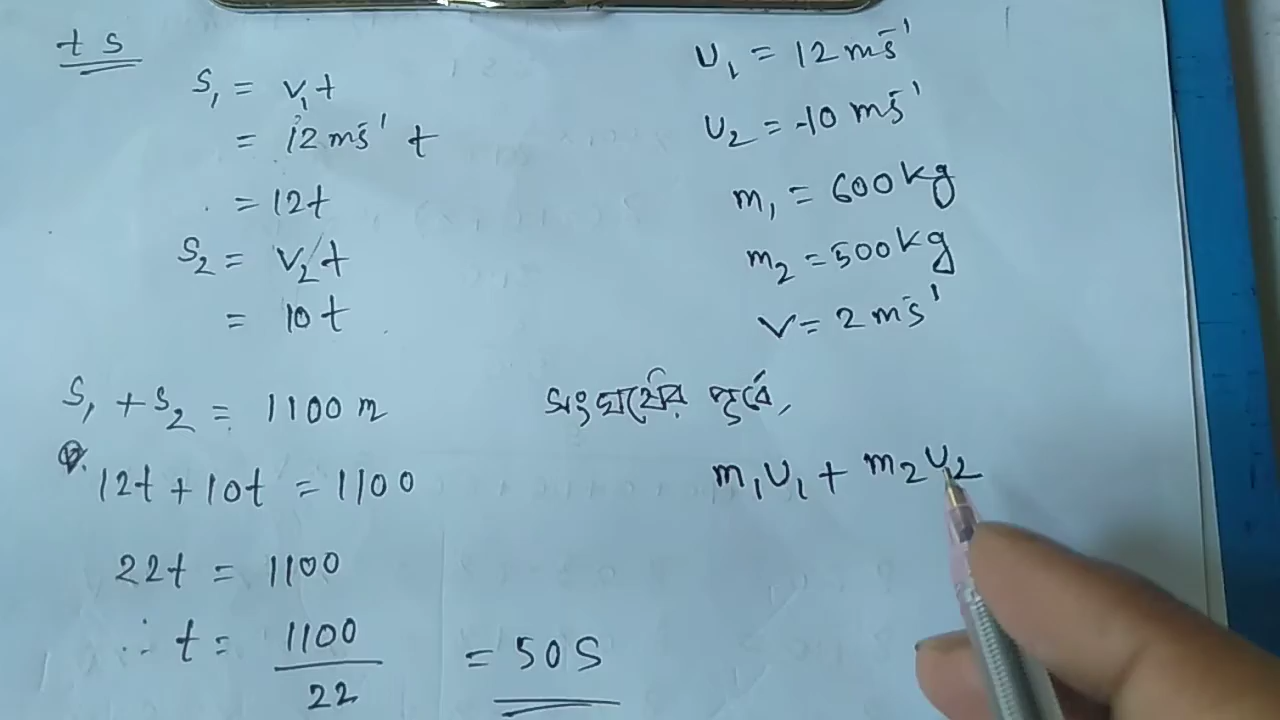 t s
S₁ = v₁t
= 12 ms⁻¹ t
= 12t
S₂ = v₂t
= 10t
S₁ + S₂ = 1100 m
12t + 10t = 1100
22t = 1100
∴ t = 1100/22 = 50 s
u₁ = 12 ms⁻¹
u₂ = -10 ms⁻¹
m₁ = 600 kg
m₂ = 500 kg
v = 2 ms⁻¹
সংঘর্ষের পূর্বে,
m₁u₁ + m₂u₂